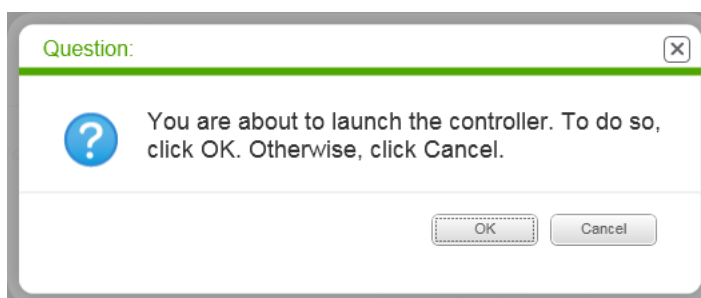 Question:
You are about to launch the controller. To do so,
click OK. Otherwise, click Cancel.
OK Cancel